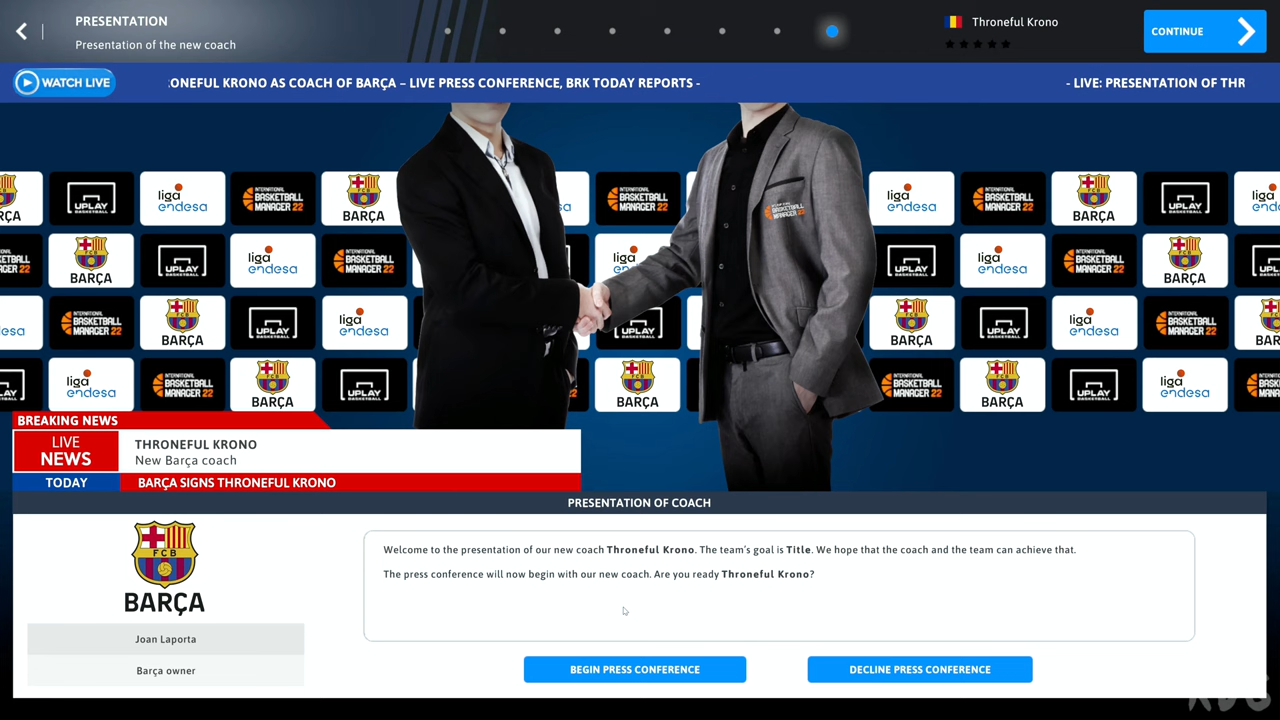 PRESENTATION
Presentation of the new coach
Throneful Krono
CONTINUE
WATCH LIVE
ONEFUL KRONO AS COACH OF BARÇA – LIVE PRESS CONFERENCE, BRK TODAY REPORTS -
- LIVE: PRESENTATION OF THR
UPLAY BASKETBALL
liga endesa
INTERNATIONAL BASKETBALL MANAGER 22
FCB
BARÇA
BREAKING NEWS
LIVE
NEWS
THRONEFUL KRONO
New Barça coach
TODAY
BARÇA SIGNS THRONEFUL KRONO
PRESENTATION OF COACH
FCB
BARÇA
Joan Laporta
Barça owner
Welcome to the presentation of our new coach Throneful Krono. The team's goal is Title. We hope that the coach and the team can achieve that.
The press conference will now begin with our new coach. Are you ready Throneful Krono?
BEGIN PRESS CONFERENCE
DECLINE PRESS CONFERENCE